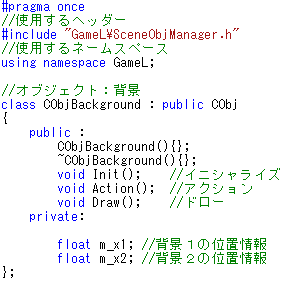 #pragma once
//使用するヘッダー
#include "GameL¥SceneObjManager.h"
//使用するネームスペース
using namespace GameL;

//オブジェクト：背景
class CObjBackground : public CObj
{
    public :
        CObjBackground(){};
        ~CObjBackground(){};
        void Init();    //イニシャライズ
        void Action();  //アクション
        void Draw();    //ドロー
    private:

        float m_x1; //背景１の位置情報
        float m_x2; //背景２の位置情報
};